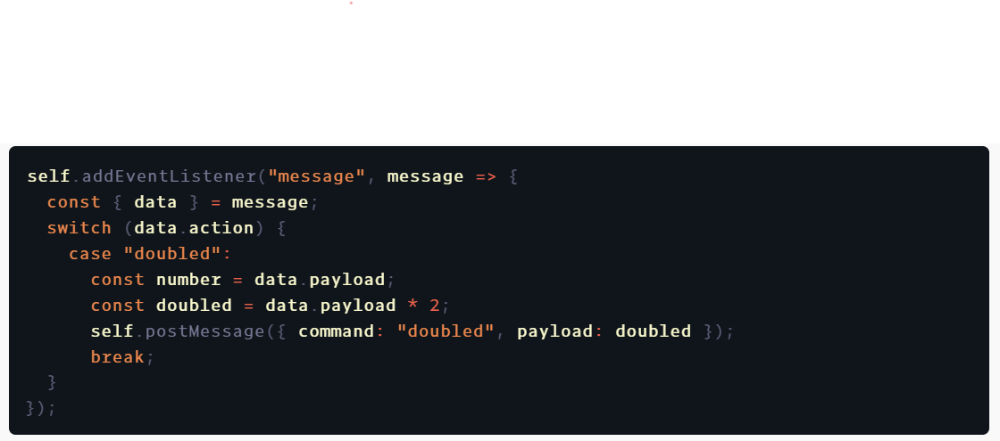 self.addEventListener("message", message => {
  const { data } = message;
  switch (data.action) {
    case "doubled":
      const number = data.payload;
      const doubled = data.payload * 2;
      self.postMessage({ command: "doubled", payload: doubled });
      break;
  }
});